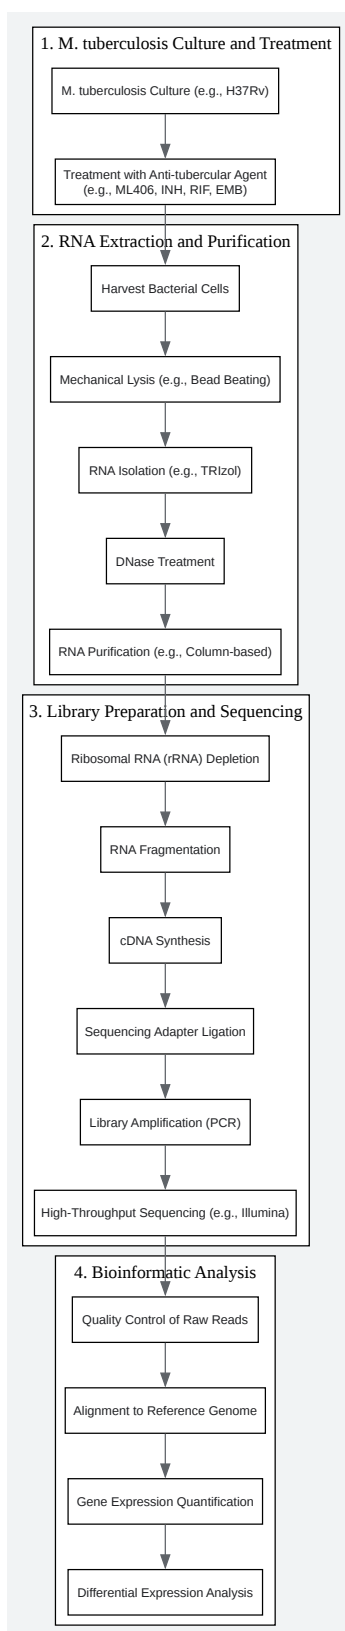 1. M. tuberculosis Culture and Treatment
M. tuberculosis Culture (e.g., H37Rv)
Treatment with Anti-tubercular Agent
(e.g., ML406, INH, RIF, EMB)
2. RNA Extraction and Purification
Harvest Bacterial Cells
Mechanical Lysis (e.g., Bead Beating)
RNA Isolation (e.g., TRIzol)
DNase Treatment
RNA Purification (e.g., Column-based)
3. Library Preparation and Sequencing
Ribosomal RNA (rRNA) Depletion
RNA Fragmentation
cDNA Synthesis
Sequencing Adapter Ligation
Library Amplification (PCR)
High-Throughput Sequencing (e.g., Illumina)
4. Bioinformatic Analysis
Quality Control of Raw Reads
Alignment to Reference Genome
Gene Expression Quantification
Differential Expression Analysis